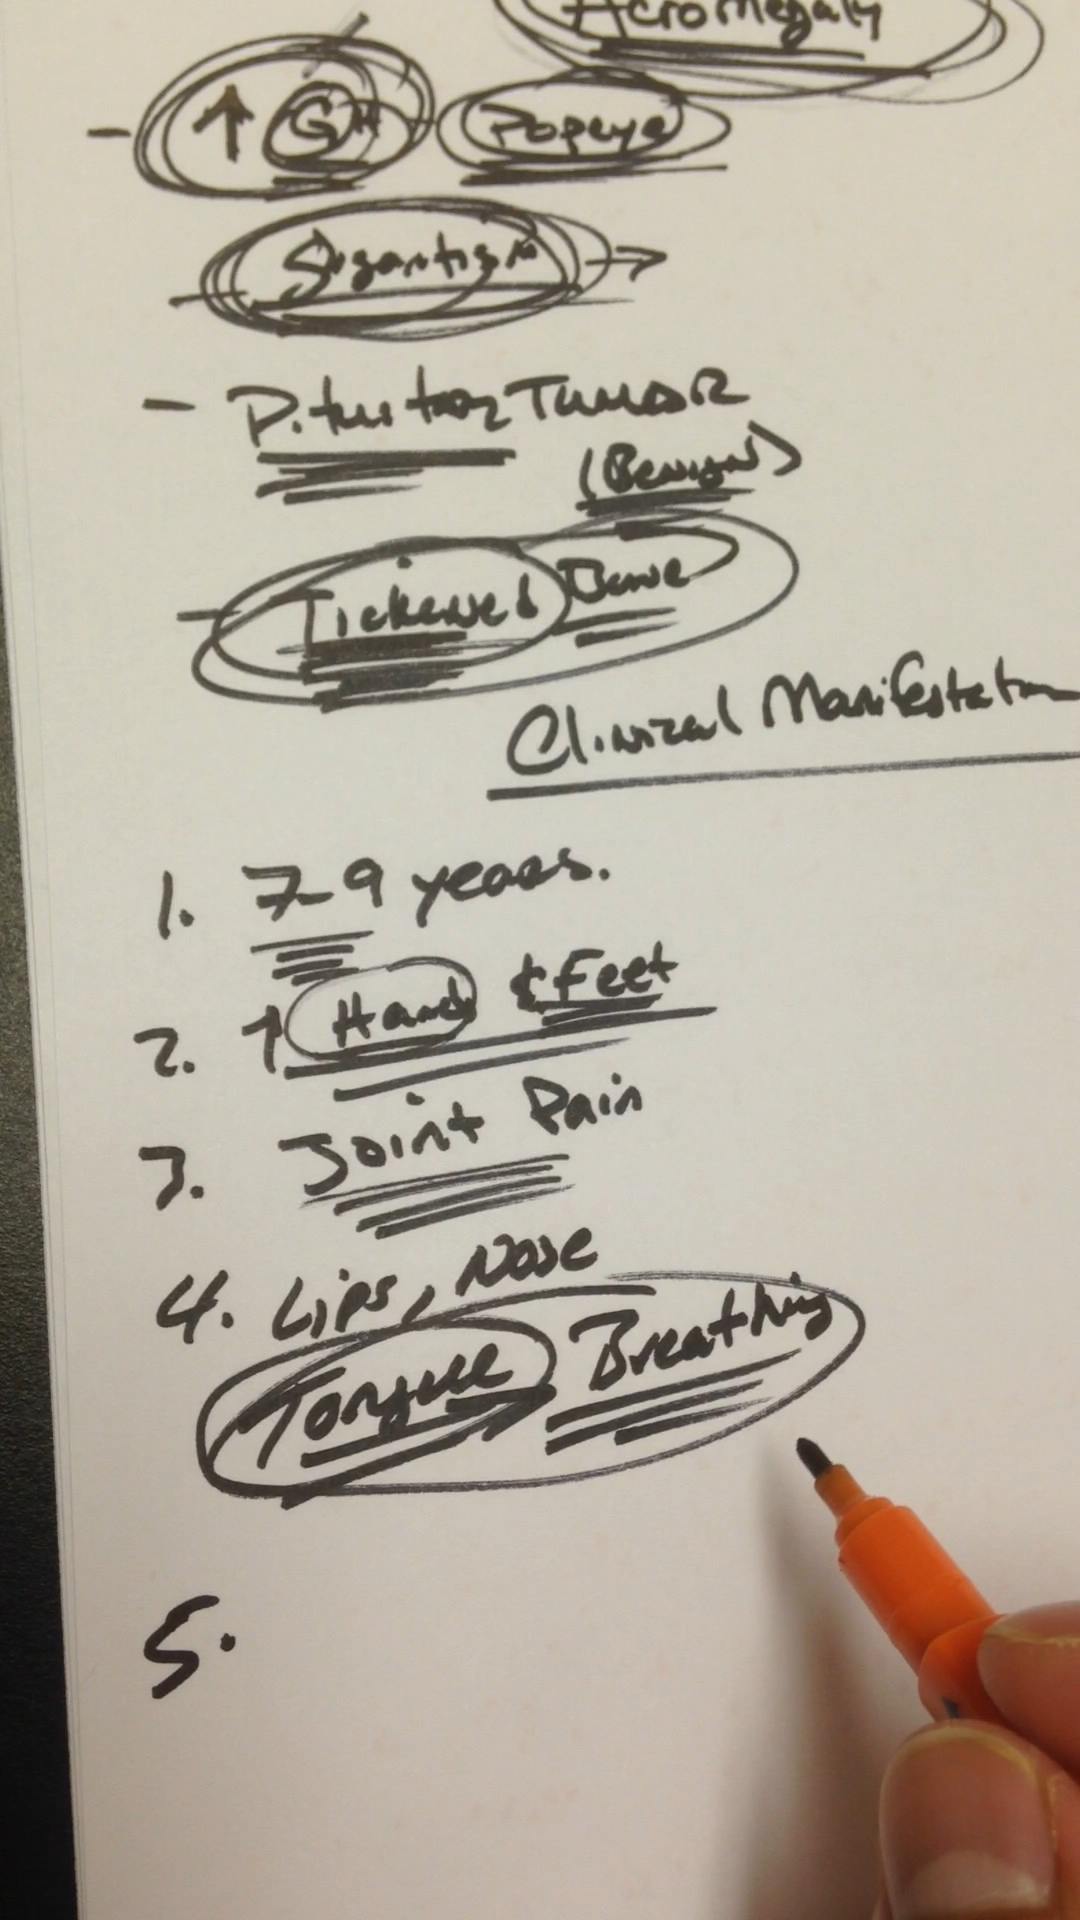 Acromegaly
- ↑ GH Popeye
- Gigantism →
- Pituitary TUMOR
(Benign)
- Tickened Bone
Clinical Manifestation
1. 7-9 years.
2. ↑ Hands & Feet
3. Joint Pain
4. Lips, Nose
Tongue Breathing
5.